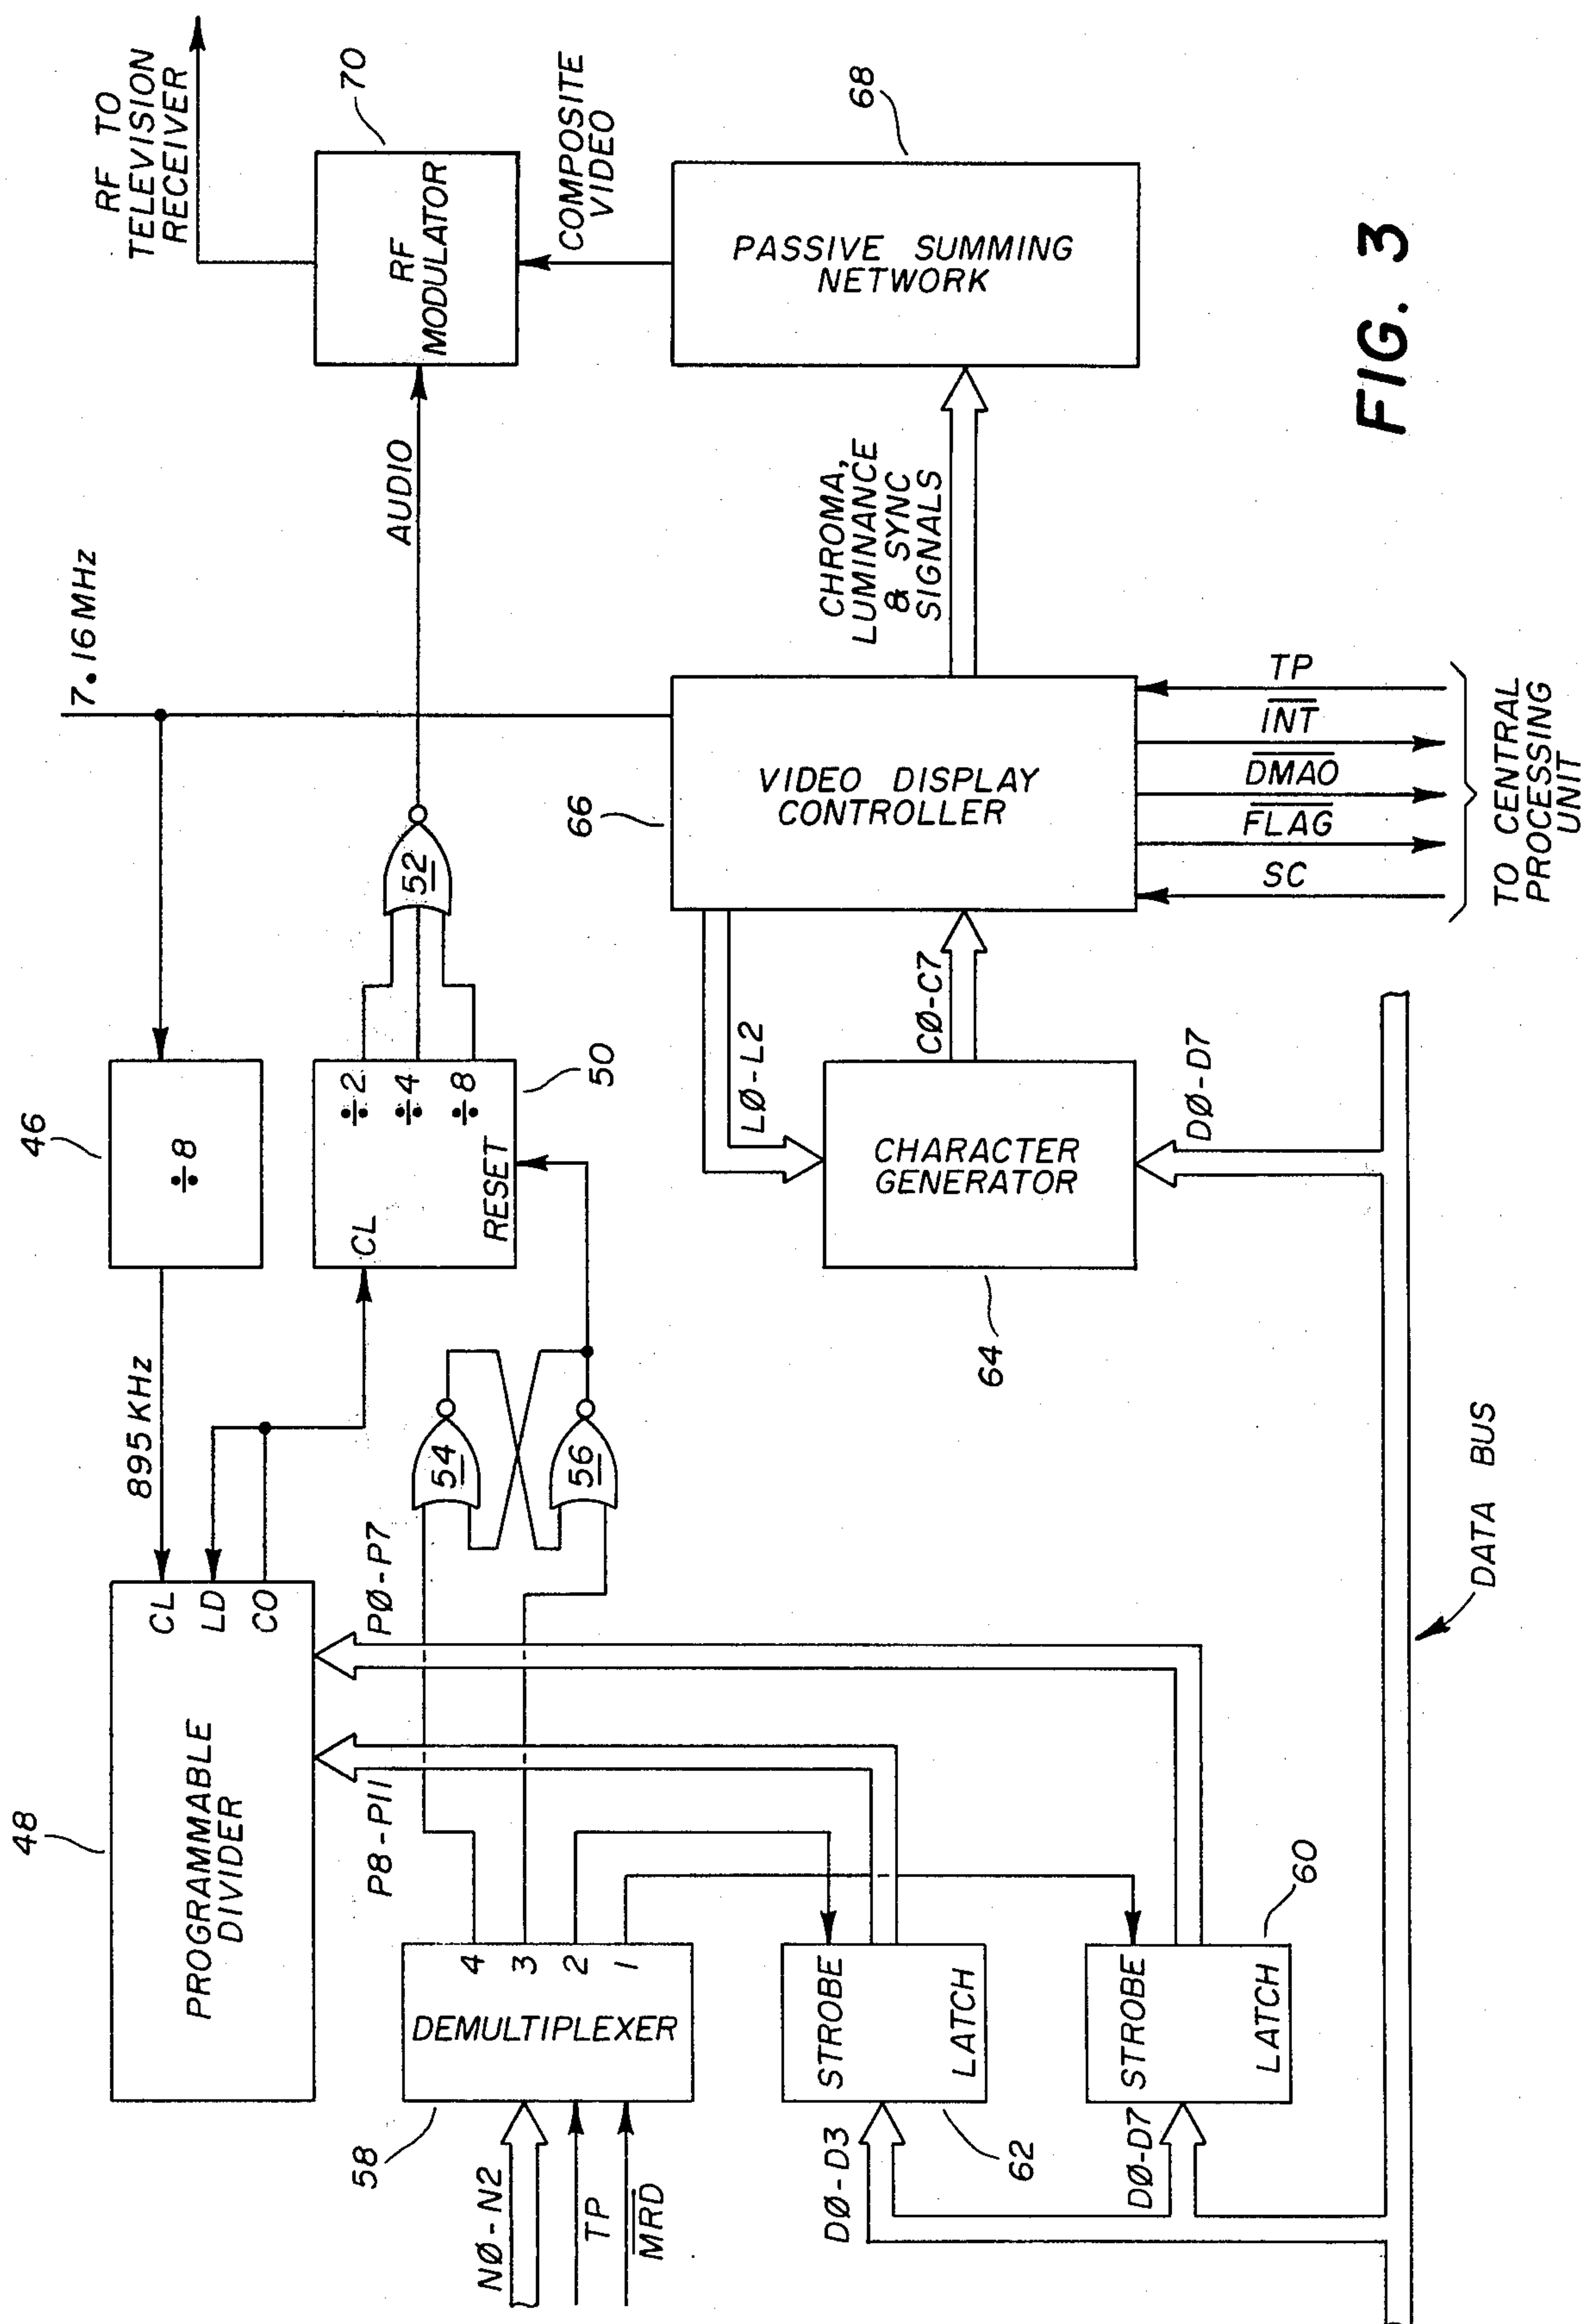 48
PROGRAMMABLE
DIVIDER
CL
LD
CO
895KHz
46
÷8
7.16MHz
RF TO
TELEVISION
RECEIVER
P8-P11
PØ-P7
CL
÷2
÷4
÷8
RESET
50
52
AUDIO
70
RF
MODULATOR
58
DEMULTIPLEXER
4
3
2
1
NØ-N2
TP
MRD
54
56
COMPOSITE
VIDEO
DØ-D3
STROBE
LATCH
62
LØ-L2
66
VIDEO DISPLAY
CONTROLLER
CHROMA,
LUMINANCE
& SYNC
SIGNALS
PASSIVE SUMMING
NETWORK
68
64
CHARACTER
GENERATOR
CØ-C7
DØ-D7
STROBE
LATCH
60
DØ-D7
SC
FLAG
DMAO
INT
TP
TO CENTRAL
PROCESSING
UNIT
DATA BUS
FIG. 3